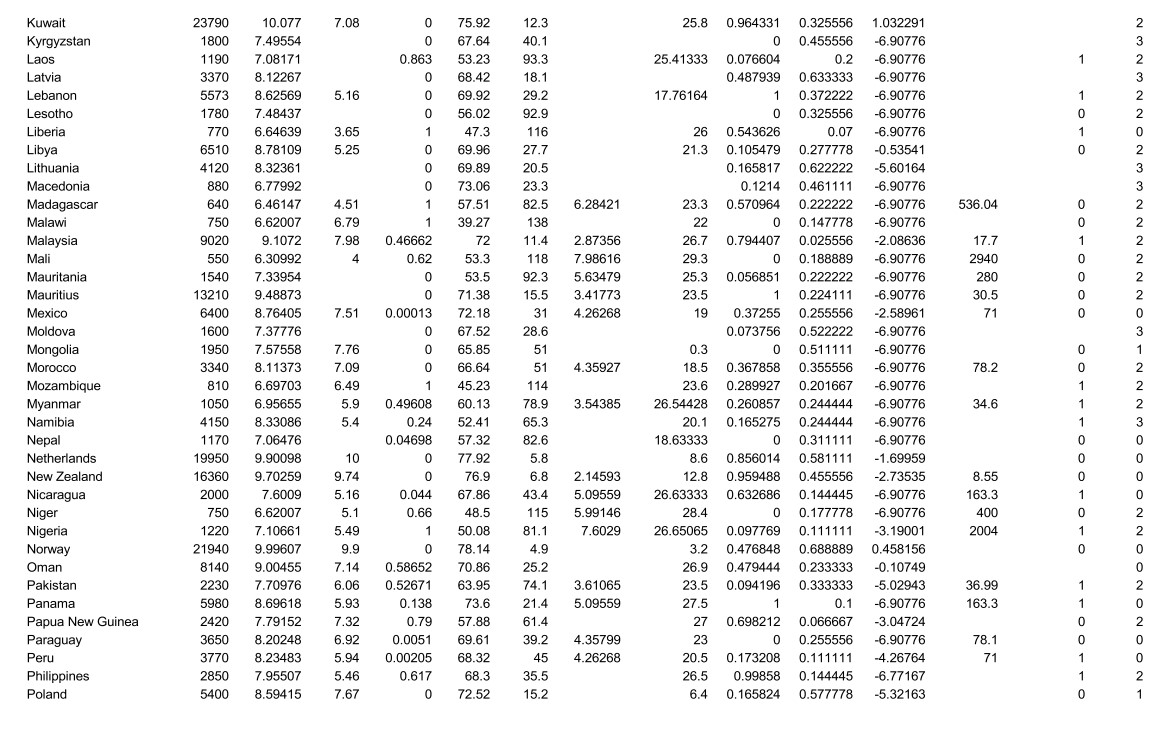 Kuwait 23790 10.077 7.08 0 75.92 12.3 25.8 0.964331 0.325556 1.032291 2
Kyrgyzstan 1800 7.49554 0 67.64 40.1 0 0.455556 -6.90776 3
Laos 1190 7.08171 0.863 53.23 93.3 25.41333 0.076604 0.2 -6.90776 1 2
Latvia 3370 8.12267 0 68.42 18.1 0.487939 0.633333 -6.90776 3
Lebanon 5573 8.62569 5.16 0 69.92 29.2 17.76164 1 0.372222 -6.90776 1 2
Lesotho 1780 7.48437 0 56.02 92.9 0 0.325556 -6.90776 0 2
Liberia 770 6.64639 3.65 1 47.3 116 26 0.543626 0.07 -6.90776 1 0
Libya 6510 8.78109 5.25 0 69.96 27.7 21.3 0.105479 0.277778 -0.53541 0 2
Lithuania 4120 8.32361 0 69.89 20.5 0.165817 0.622222 -5.60164 3
Macedonia 880 6.77992 0 73.06 23.3 0.1214 0.461111 -6.90776 3
Madagascar 640 6.46147 4.51 1 57.51 82.5 6.28421 23.3 0.570964 0.222222 -6.90776 536.04 0 2
Malawi 750 6.62007 6.79 1 39.27 138 22 0 0.147778 -6.90776 0 2
Malaysia 9020 9.1072 7.98 0.46662 72 11.4 2.87356 26.7 0.794407 0.025556 -2.08636 17.7 1 2
Mali 550 6.30992 4 0.62 53.3 118 7.98616 29.3 0 0.188889 -6.90776 2940 0 2
Mauritania 1540 7.33954 0 53.5 92.3 5.63479 25.3 0.056851 0.222222 -6.90776 280 0 2
Mauritius 13210 9.48873 0 71.38 15.5 3.41773 23.5 1 0.224111 -6.90776 30.5 0 2
Mexico 6400 8.76405 7.51 0.00013 72.18 31 4.26268 19 0.37255 0.255556 -2.58961 71 0 0
Moldova 1600 7.37776 0 67.52 28.6 0.073756 0.522222 -6.90776 3
Mongolia 1950 7.57558 7.76 0 65.85 51 0.3 0 0.511111 -6.90776 0 1
Morocco 3340 8.11373 7.09 0 66.64 51 4.35927 18.5 0.367858 0.355556 -6.90776 78.2 0 2
Mozambique 810 6.69703 6.49 1 45.23 114 23.6 0.289927 0.201667 -6.90776 1 2
Myanmar 1050 6.95655 5.9 0.49608 60.13 78.9 3.54385 26.54428 0.260857 0.244444 -6.90776 34.6 1 2
Namibia 4150 8.33086 5.4 0.24 52.41 65.3 20.1 0.165275 0.244444 -6.90776 1 3
Nepal 1170 7.06476 0.04698 57.32 82.6 18.63333 0 0.311111 -6.90776 0 0
Netherlands 19950 9.90098 10 0 77.92 5.8 8.6 0.856014 0.581111 -1.69959 0 0
New Zealand 16360 9.70259 9.74 0 76.9 6.8 2.14593 12.8 0.959488 0.455556 -2.73535 8.55 0 0
Nicaragua 2000 7.6009 5.16 0.044 67.86 43.4 5.09559 26.63333 0.632686 0.144445 -6.90776 163.3 1 0
Niger 750 6.62007 5.1 0.66 48.5 115 5.99146 28.4 0 0.177778 -6.90776 400 0 2
Nigeria 1220 7.10661 5.49 1 50.08 81.1 7.6029 26.65065 0.097769 0.111111 -3.19001 2004 1 2
Norway 21940 9.99607 9.9 0 78.14 4.9 3.2 0.476848 0.688889 0.458156 0 0
Oman 8140 9.00455 7.14 0.58652 70.86 25.2 26.9 0.479444 0.233333 -0.10749 0
Pakistan 2230 7.70976 6.06 0.52671 63.95 74.1 3.61065 23.5 0.094196 0.333333 -5.02943 36.99 1 2
Panama 5980 8.69618 5.93 0.138 73.6 21.4 5.09559 27.5 1 0.1 -6.90776 163.3 1 0
Papua New Guinea 2420 7.79152 7.32 0.79 57.88 61.4 27 0.698212 0.066667 -3.04724 0 2
Paraguay 3650 8.20248 6.92 0.0051 69.61 39.2 4.35799 23 0 0.255556 -6.90776 78.1 0 0
Peru 3770 8.23483 5.94 0.00205 68.32 45 4.26268 20.5 0.173208 0.111111 -4.26764 71 1 0
Philippines 2850 7.95507 5.46 0.617 68.3 35.5 26.5 0.99858 0.144445 -6.77167 1 2
Poland 5400 8.59415 7.67 0 72.52 15.2 6.4 0.165824 0.577778 -5.32163 0 1